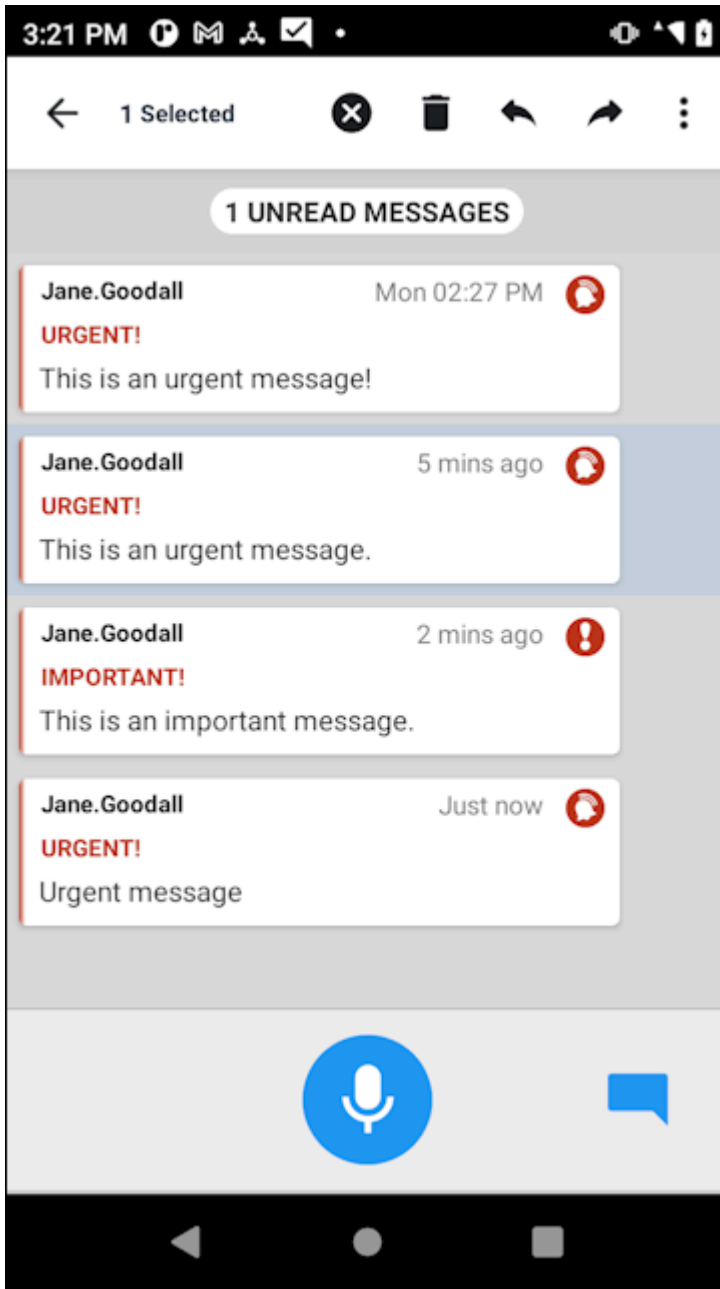 3:21 PM
1 Selected
1 UNREAD MESSAGES
Jane.Goodall Mon 02:27 PM
URGENT!
This is an urgent message!
Jane.Goodall 5 mins ago
URGENT!
This is an urgent message.
Jane.Goodall 2 mins ago
IMPORTANT!
This is an important message.
Jane.Goodall Just now
URGENT!
Urgent message